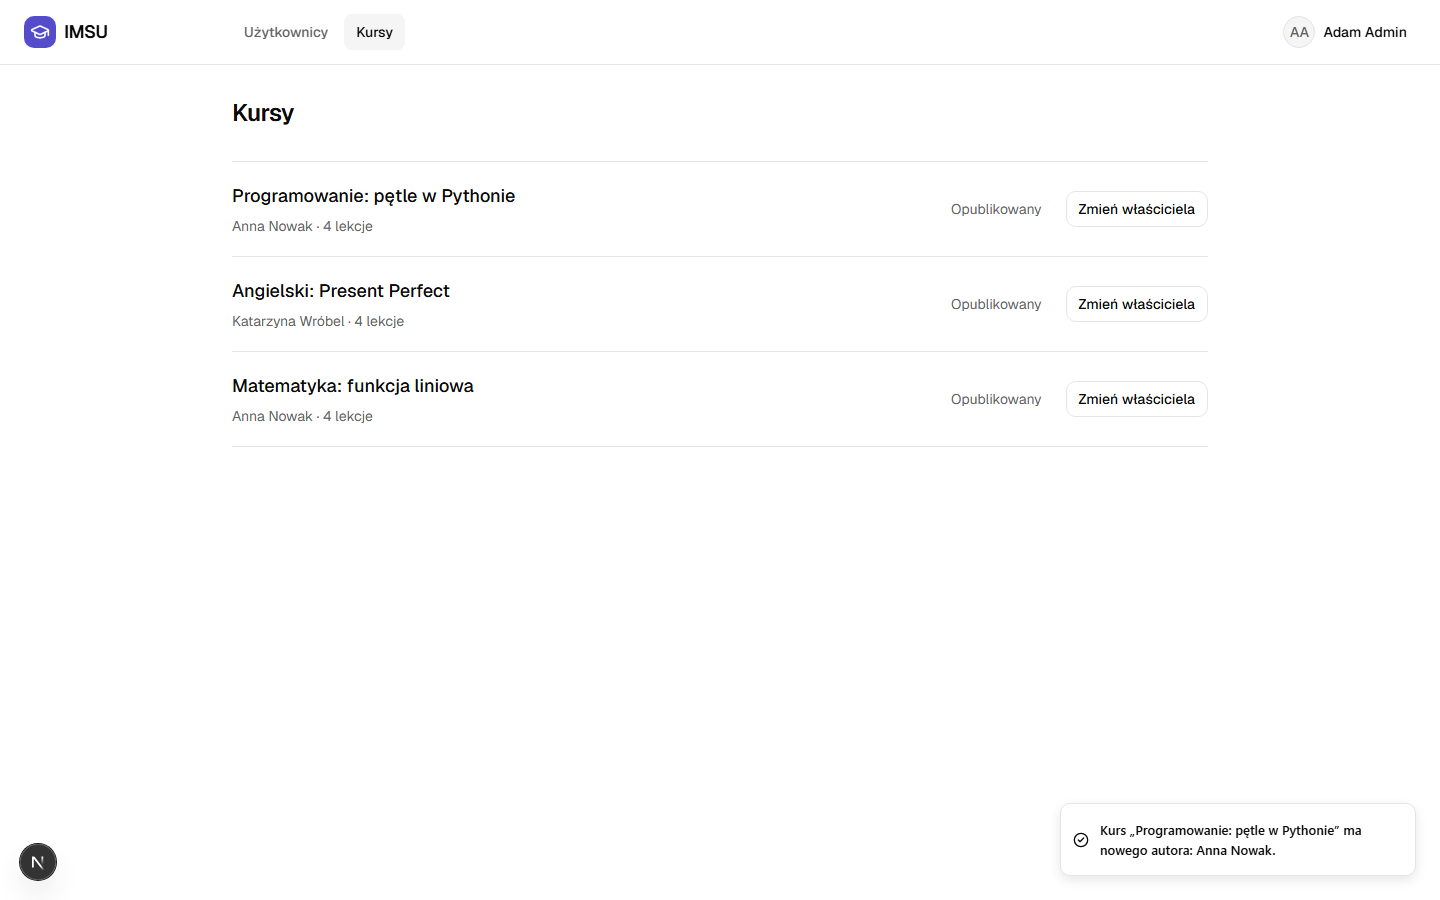 IMSU
Użytkownicy
Kursy
AA
Adam Admin
Kursy
Programowanie: pętle w Pythonie
Anna Nowak · 4 lekcje
Opublikowany
Zmień właściciela
Angielski: Present Perfect
Katarzyna Wróbel · 4 lekcje
Opublikowany
Zmień właściciela
Matematyka: funkcja liniowa
Anna Nowak · 4 lekcje
Opublikowany
Zmień właściciela
N
Kurs „Programowanie: pętle w Pythonie” ma
nowego autora: Anna Nowak.